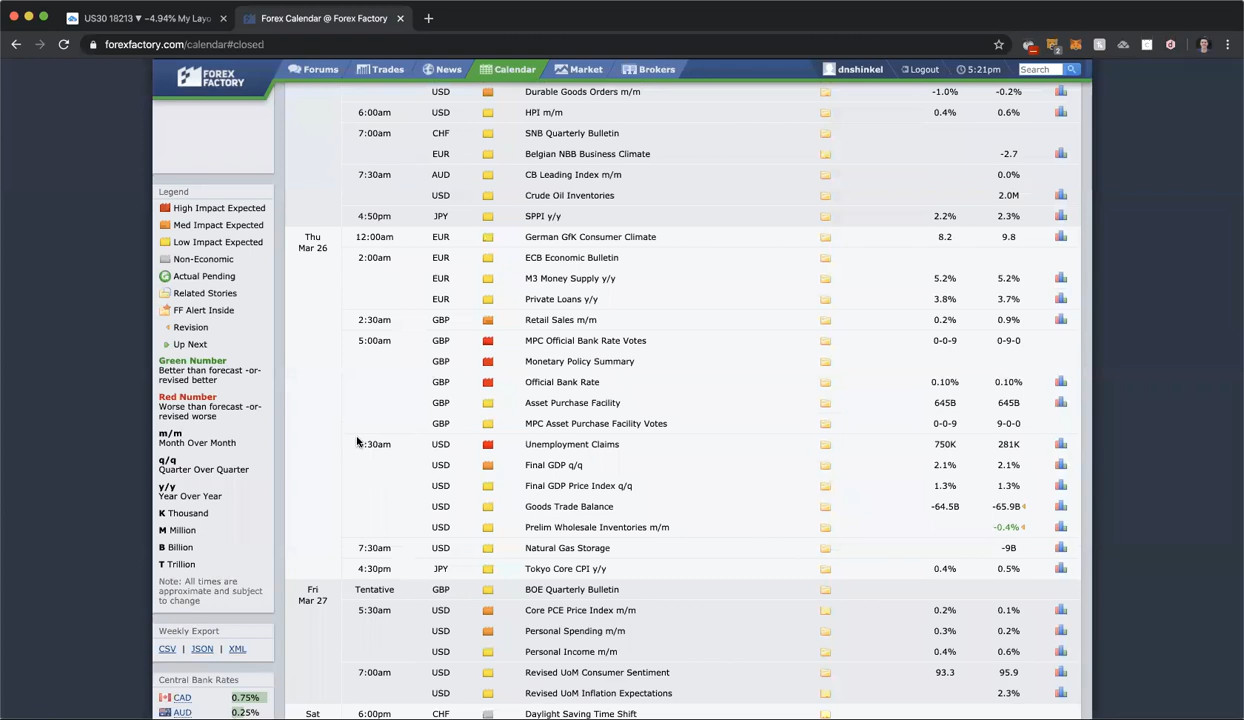 US30 18213 ▼ −4.94% My Layo
Forex Calendar @ Forex Factory
forexfactory.com/calendar#closed
2
FOREX FACTORY
Forums Trades News Calendar Market Brokers dnshinkel Logout 5:21pm Search
USD Durable Goods Orders m/m -1.0% -0.2%
6:00am USD HPI m/m 0.4% 0.6%
7:00am CHF SNB Quarterly Bulletin
EUR Belgian NBB Business Climate -2.7
7:30am AUD CB Leading Index m/m 0.0%
USD Crude Oil Inventories 2.0M
4:50pm JPY SPPI y/y 2.2% 2.3%
Thu Mar 26 12:00am EUR German GfK Consumer Climate 8.2 9.8
2:00am EUR ECB Economic Bulletin
EUR M3 Money Supply y/y 5.2% 5.2%
EUR Private Loans y/y 3.8% 3.7%
2:30am GBP Retail Sales m/m 0.2% 0.9%
5:00am GBP MPC Official Bank Rate Votes 0-0-9 0-9-0
GBP Monetary Policy Summary
GBP Official Bank Rate 0.10% 0.10%
GBP Asset Purchase Facility 645B 645B
GBP MPC Asset Purchase Facility Votes 0-0-9 9-0-0
:30am USD Unemployment Claims 750K 281K
USD Final GDP q/q 2.1% 2.1%
USD Final GDP Price Index q/q 1.3% 1.3%
USD Goods Trade Balance -64.5B -65.9B
USD Prelim Wholesale Inventories m/m -0.4%
7:30am USD Natural Gas Storage -9B
4:30pm JPY Tokyo Core CPI y/y 0.4% 0.5%
Fri Mar 27 Tentative GBP BOE Quarterly Bulletin
5:30am USD Core PCE Price Index m/m 0.2% 0.1%
USD Personal Spending m/m 0.3% 0.2%
USD Personal Income m/m 0.4% 0.6%
7:00am USD Revised UoM Consumer Sentiment 93.3 95.9
USD Revised UoM Inflation Expectations 2.3%
Sat 6:00pm CHF Daylight Saving Time Shift
Legend
High Impact Expected
Med Impact Expected
Low Impact Expected
Non-Economic
Actual Pending
Related Stories
FF Alert Inside
Revision
Up Next
Green Number
Better than forecast -or-
revised better
Red Number
Worse than forecast -or-
revised worse
m/m
Month Over Month
q/q
Quarter Over Quarter
y/y
Year Over Year
K Thousand
M Million
B Billion
T Trillion
Note: All times are
approximate and subject
to change
Weekly Export
CSV | JSON | XML
Central Bank Rates
CAD 0.75%
AUD 0.25%